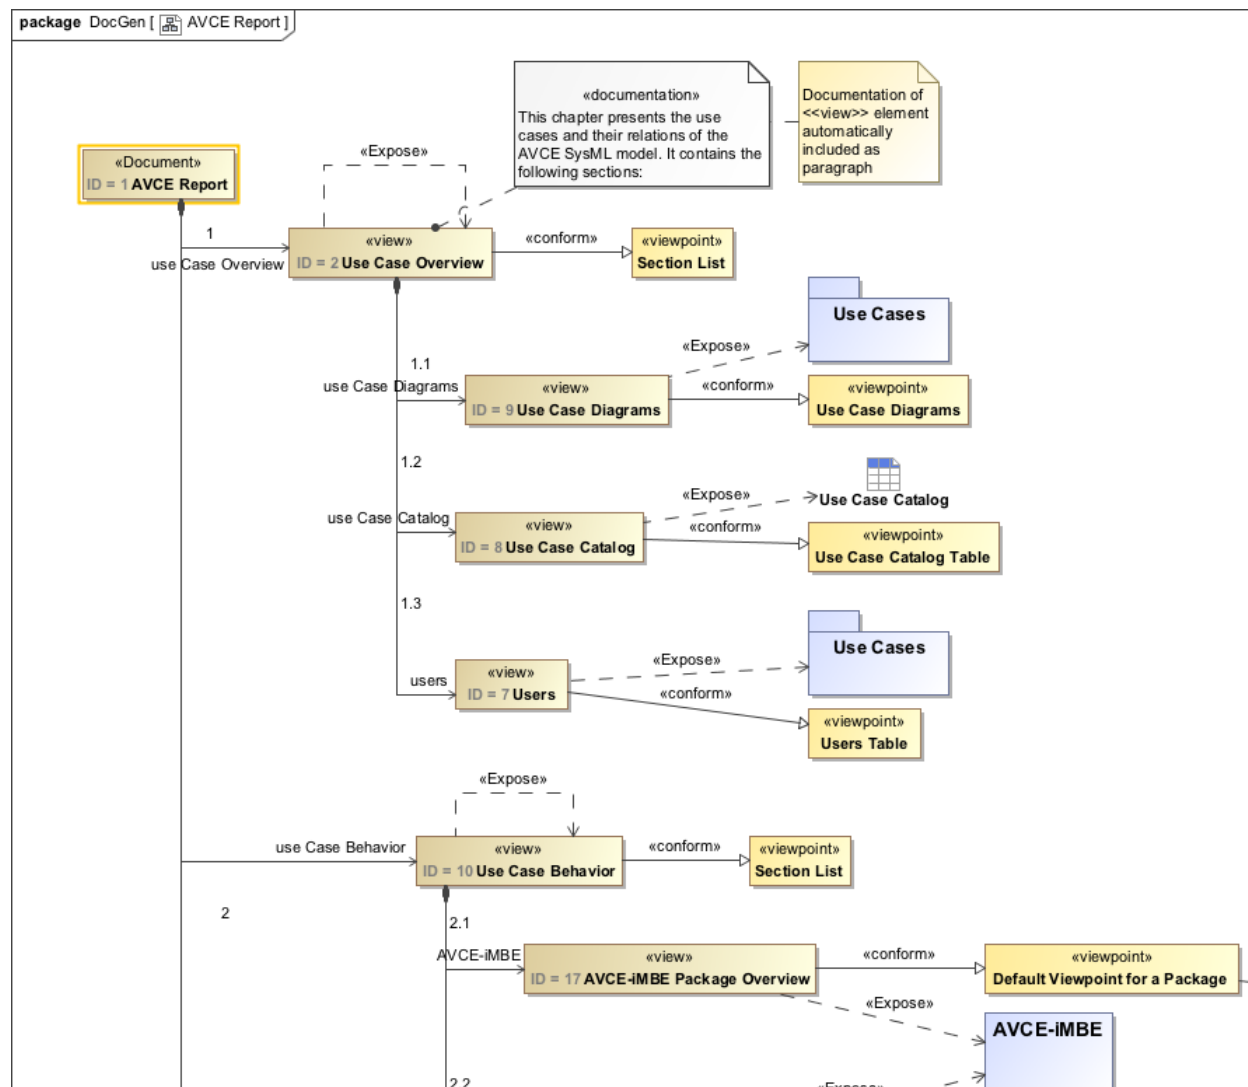 package DocGen [ AVCE Report ]
«documentation»
This chapter presents the use
cases and their relations of the
AVCE SysML model. It contains the
following sections:
Documentation of
<<view>> element
automatically
included as
paragraph
«Document»
ID = 1 AVCE Report
«Expose»
1
use Case Overview
«view»
ID = 2 Use Case Overview
«conform»
«viewpoint»
Section List
Use Cases
«Expose»
1.1
use Case Diagrams
«view»
ID = 9 Use Case Diagrams
«conform»
«viewpoint»
Use Case Diagrams
1.2
use Case Catalog
«view»
ID = 8 Use Case Catalog
«Expose»
Use Case Catalog
«conform»
«viewpoint»
Use Case Catalog Table
1.3
users
«view»
ID = 7 Users
«Expose»
Use Cases
«conform»
«viewpoint»
Users Table
«Expose»
use Case Behavior
«view»
ID = 10 Use Case Behavior
«conform»
«viewpoint»
Section List
2
2.1
AVCE-iMBE
«view»
ID = 17 AVCE-iMBE Package Overview
«conform»
«viewpoint»
Default Viewpoint for a Package
«Expose»
AVCE-iMBE
2.2
«Expose»